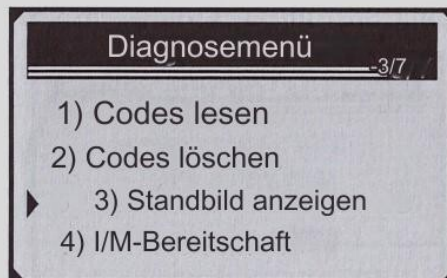 Diagnosemenü
-3/7
1) Codes lesen
2) Codes löschen
3) Standbild anzeigen
4) I/M-Bereitschaft